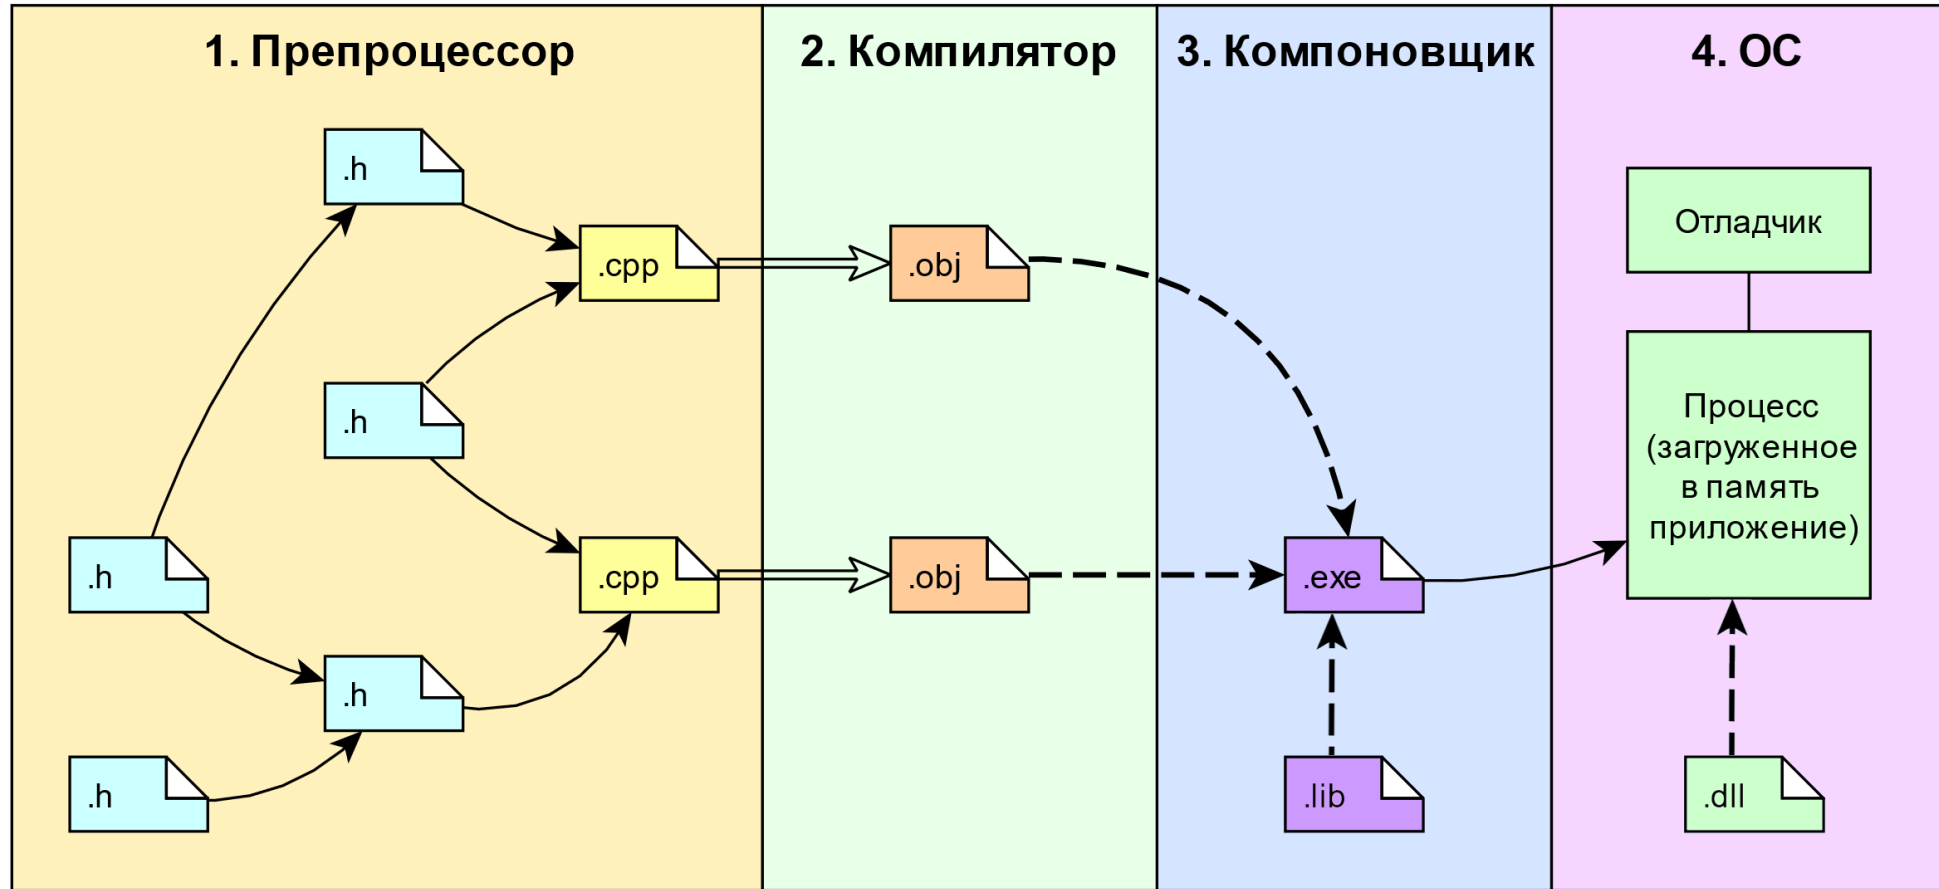 1. Препроцессор
2. Компилятор
3. Компоновщик
4. ОС
.h
.cpp
.obj
Отладчик
.h
Процесс
(загруженное
в память
приложение)
.h
.cpp
.obj
.exe
.h
.h
.lib
.dll